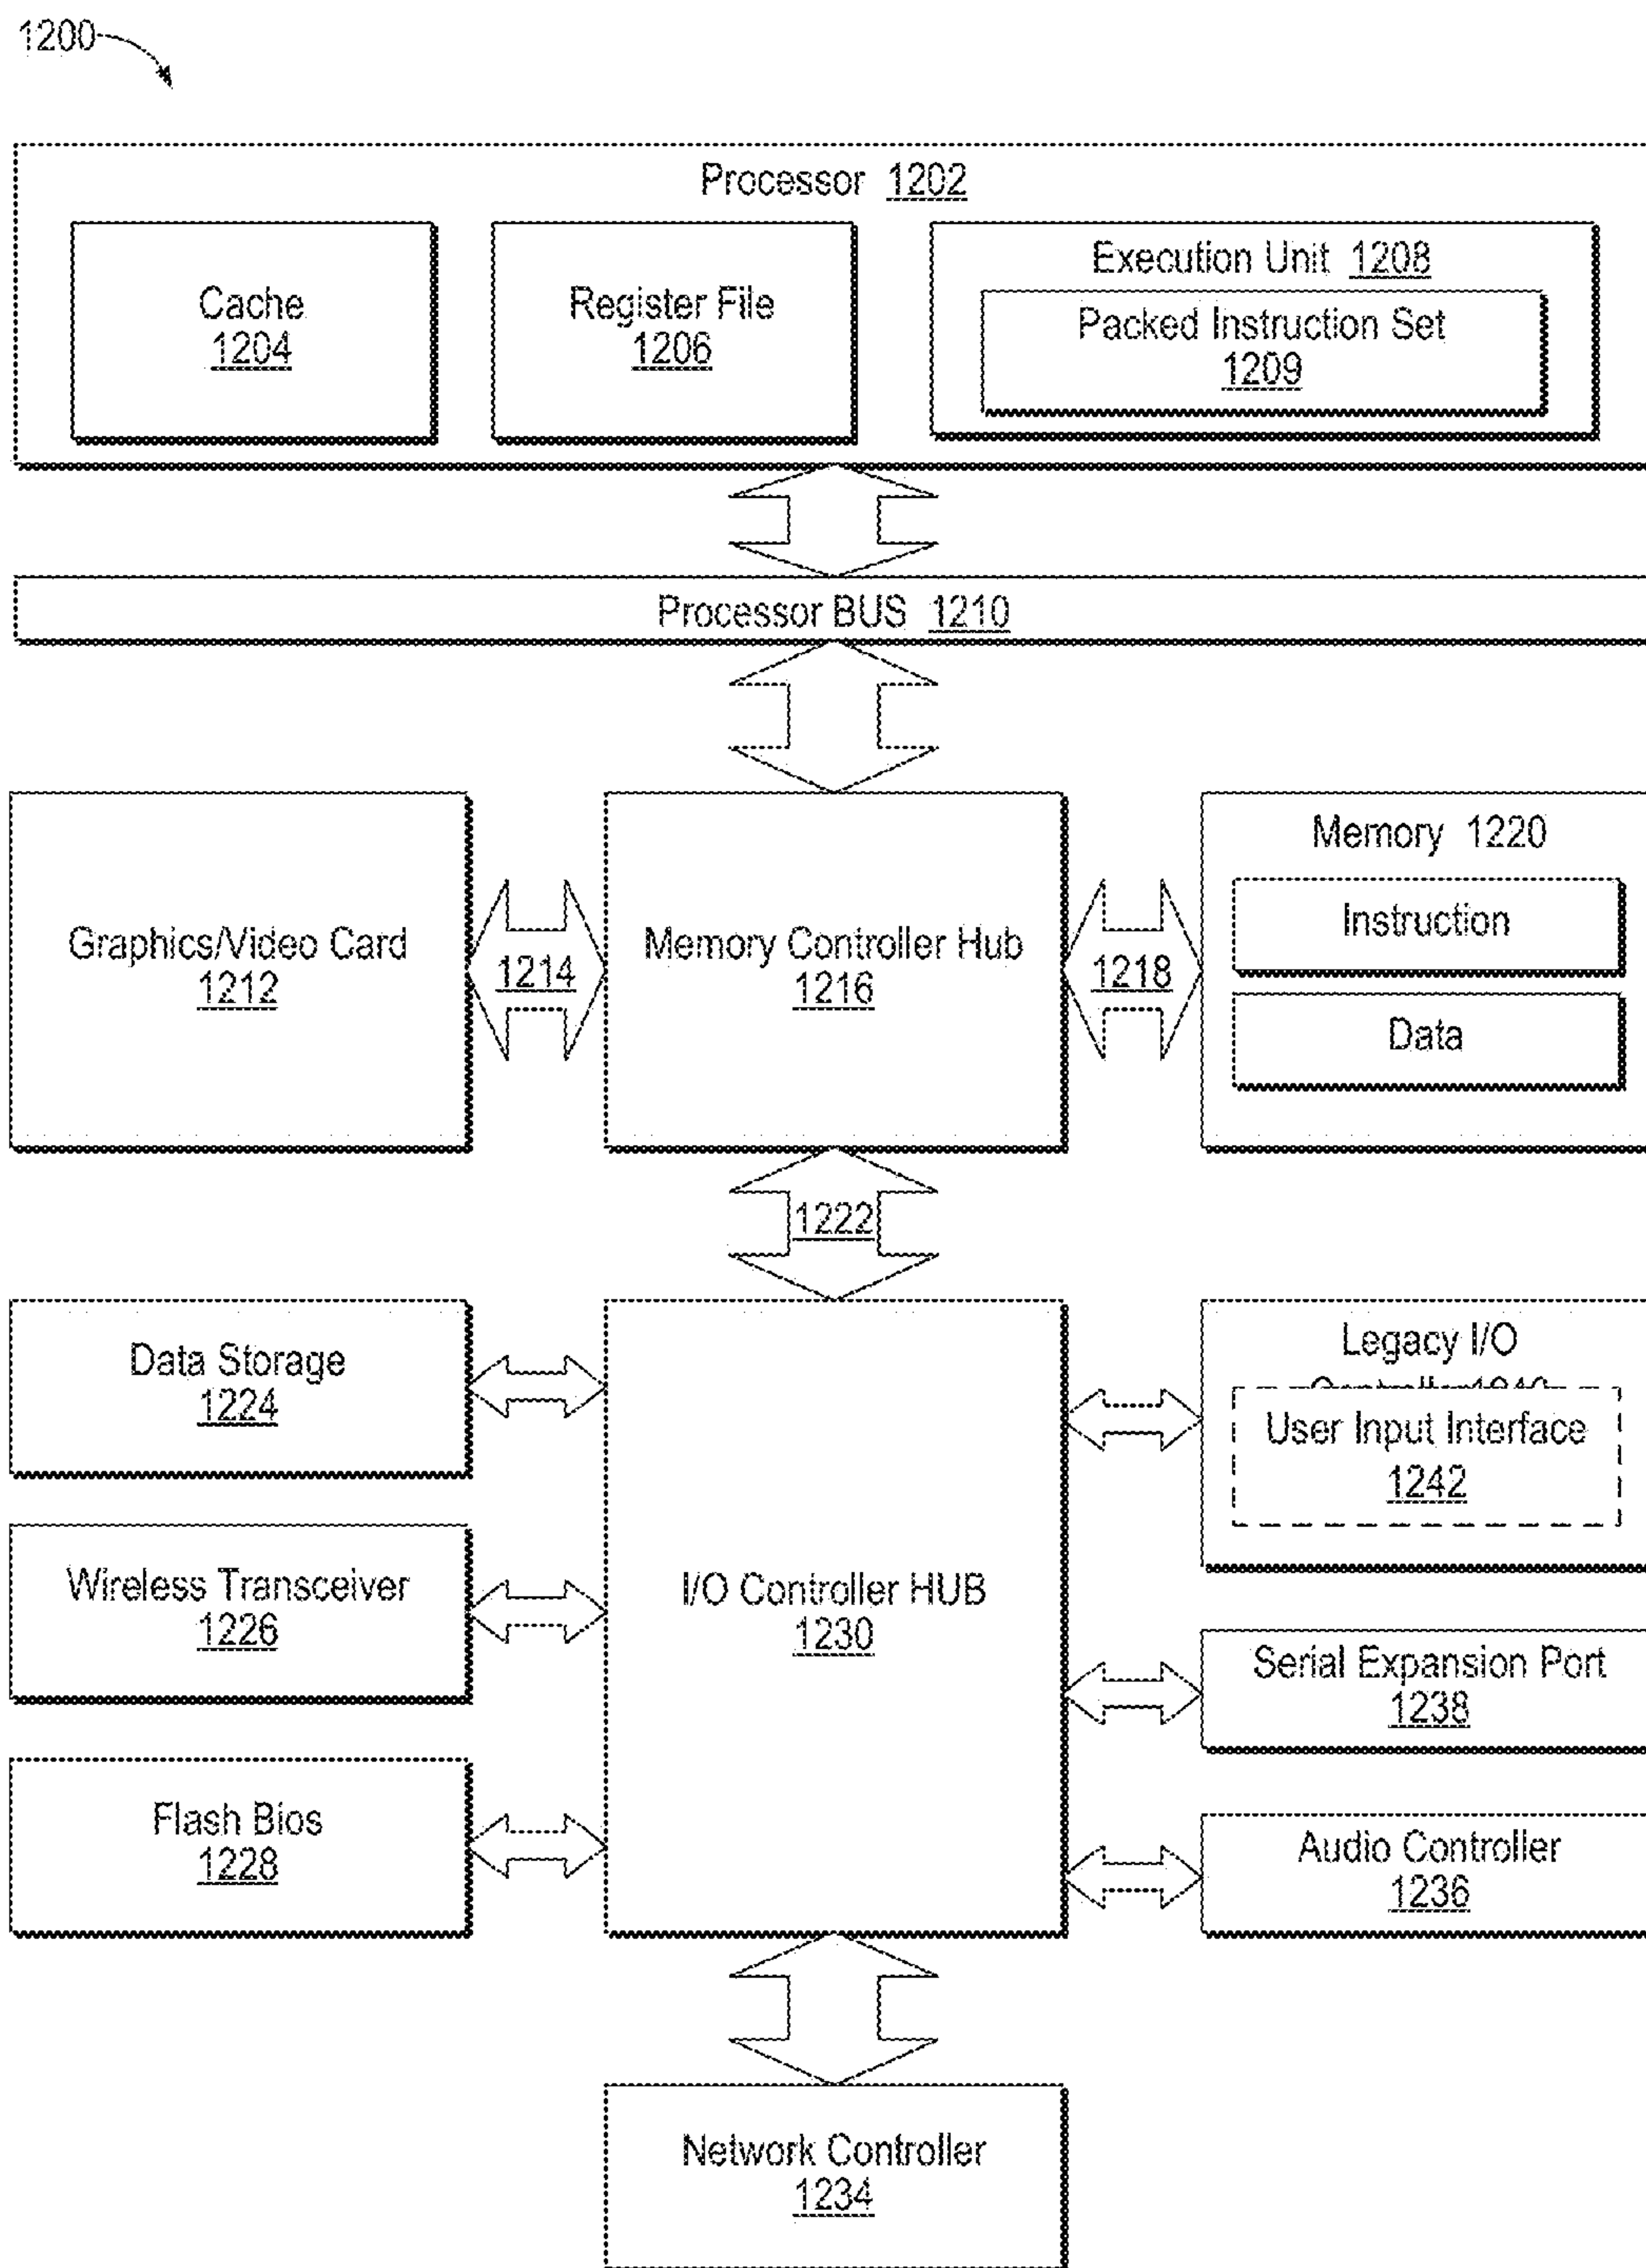 1200
Processor 1202
Cache
1204
Register File
1206
Execution Unit 1208
Packed Instruction Set
1209
Processor BUS 1210
Graphics/Video Card
1212
1214
Memory Controller Hub
1216
1218
Memory 1220
Instruction
Data
1222
Data Storage
1224
Wireless Transceiver
1226
Flash Bios
1228
I/O Controller HUB
1230
Legacy I/O
User Input Interface
1242
Serial Expansion Port
1238
Audio Controller
1236
Network Controller
1234